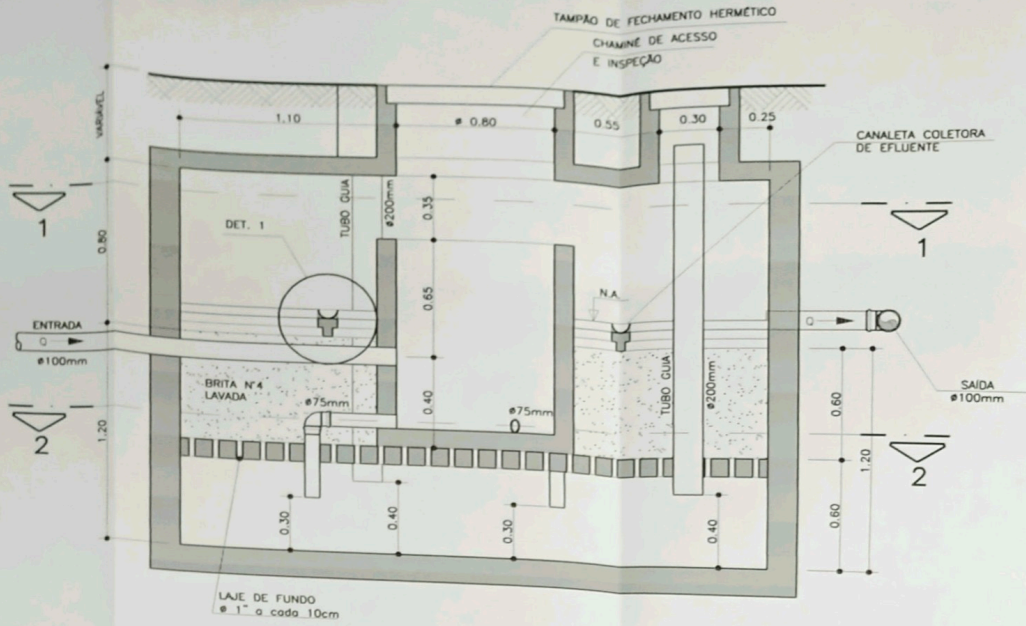 TAMPÃO DE FECHAMENTO HERMÉTICO
CHAMINÉ DE ACESSO
E INSPEÇÃO
VARIÁVEL
1,10
ø 0.80
0.55
0.30
0.25
CANALETA COLETORA
DE EFLUENTE
1
1
TUBO GUIA
ø200mm
0.35
DET. 1
0.80
0.65
N.A.
ENTRADA
Q
ø100mm
Q
SAÍDA
ø100mm
BRITA N°4
LAVADA
ø75mm
0.40
ø75mm
TUBO GUIA
ø200mm
0.60
1,20
2
1,20
2
0.30
0.40
0.30
0.40
0.60
LAJE DE FUNDO
ø 1" a cada 10cm